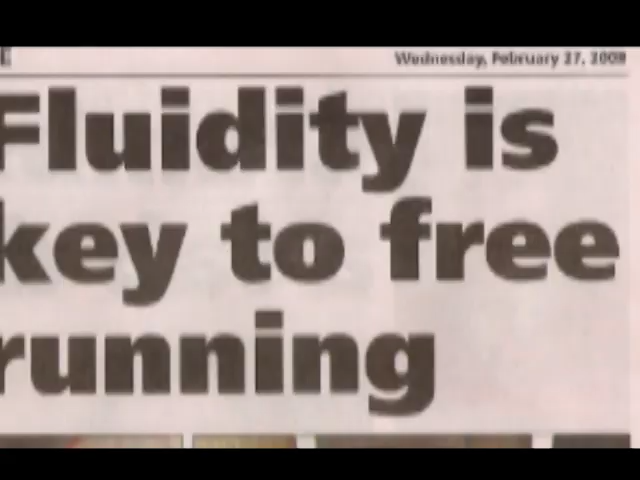 Wednesday, February 27, 2008
Fluidity is
key to free
running